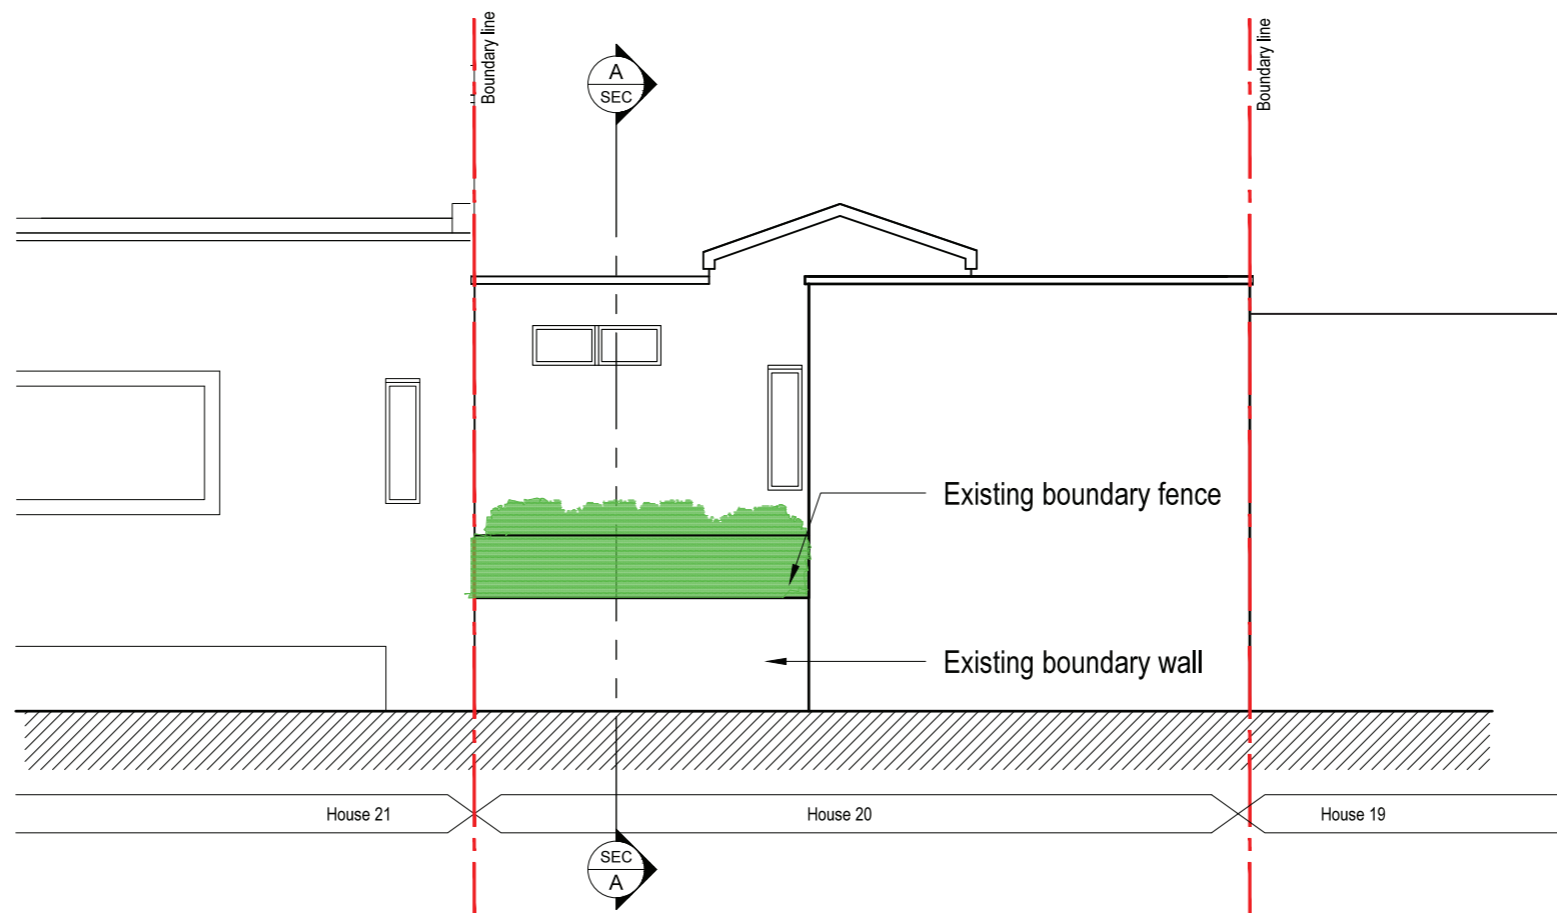 Boundary line
Boundary line
A
SEC
Existing boundary fence
Existing boundary wall
House 21
House 20
House 19
SEC
A